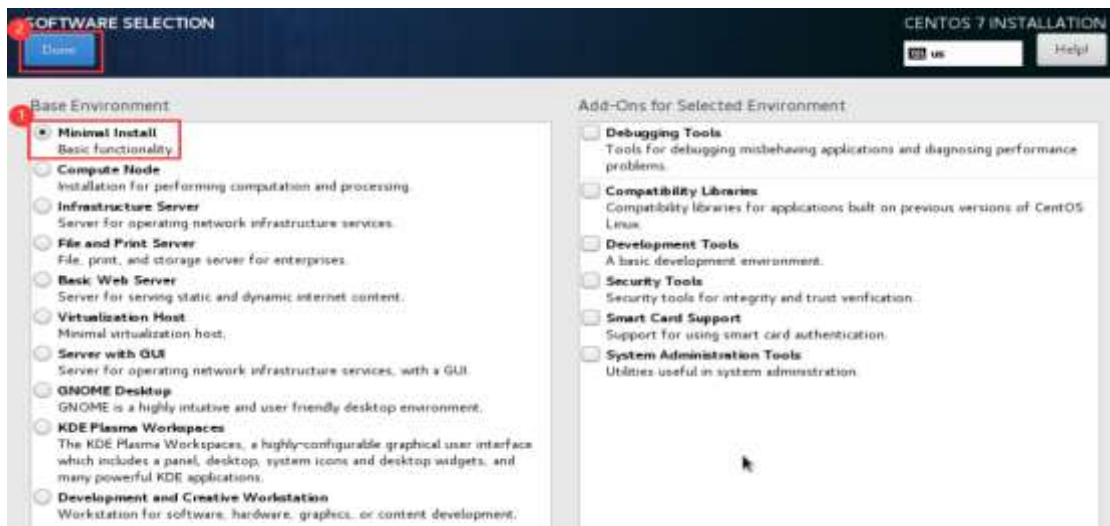 SOFTWARE SELECTION
CENTOS 7 INSTALLATION
2
Done
us
Help!
Base Environment
1
Minimal Install
Basic functionality.
Compute Node
Installation for performing computation and processing.
Infrastructure Server
Server for operating network infrastructure services.
File and Print Server
File, print, and storage server for enterprises.
Basic Web Server
Server for serving static and dynamic internet content.
Virtualization Host
Minimal virtualization host.
Server with GUI
Server for operating network infrastructure services, with a GUI.
GNOME Desktop
GNOME is a highly intuitive and user friendly desktop environment.
KDE Plasma Workspaces
The KDE Plasma Workspaces, a highly-configurable graphical user interface
which includes a panel, desktop, system icons and desktop widgets, and
many powerful KDE applications.
Development and Creative Workstation
Workstation for software, hardware, graphics, or content development.
Add-Ons for Selected Environment
Debugging Tools
Tools for debugging misbehaving applications and diagnosing performance
problems.
Compatibility Libraries
Compatibility libraries for applications built on previous versions of CentOS
Linux.
Development Tools
A basic development environment.
Security Tools
Security tools for integrity and trust verification.
Smart Card Support
Support for using smart card authentication.
System Administration Tools
Utilities useful in system administration.